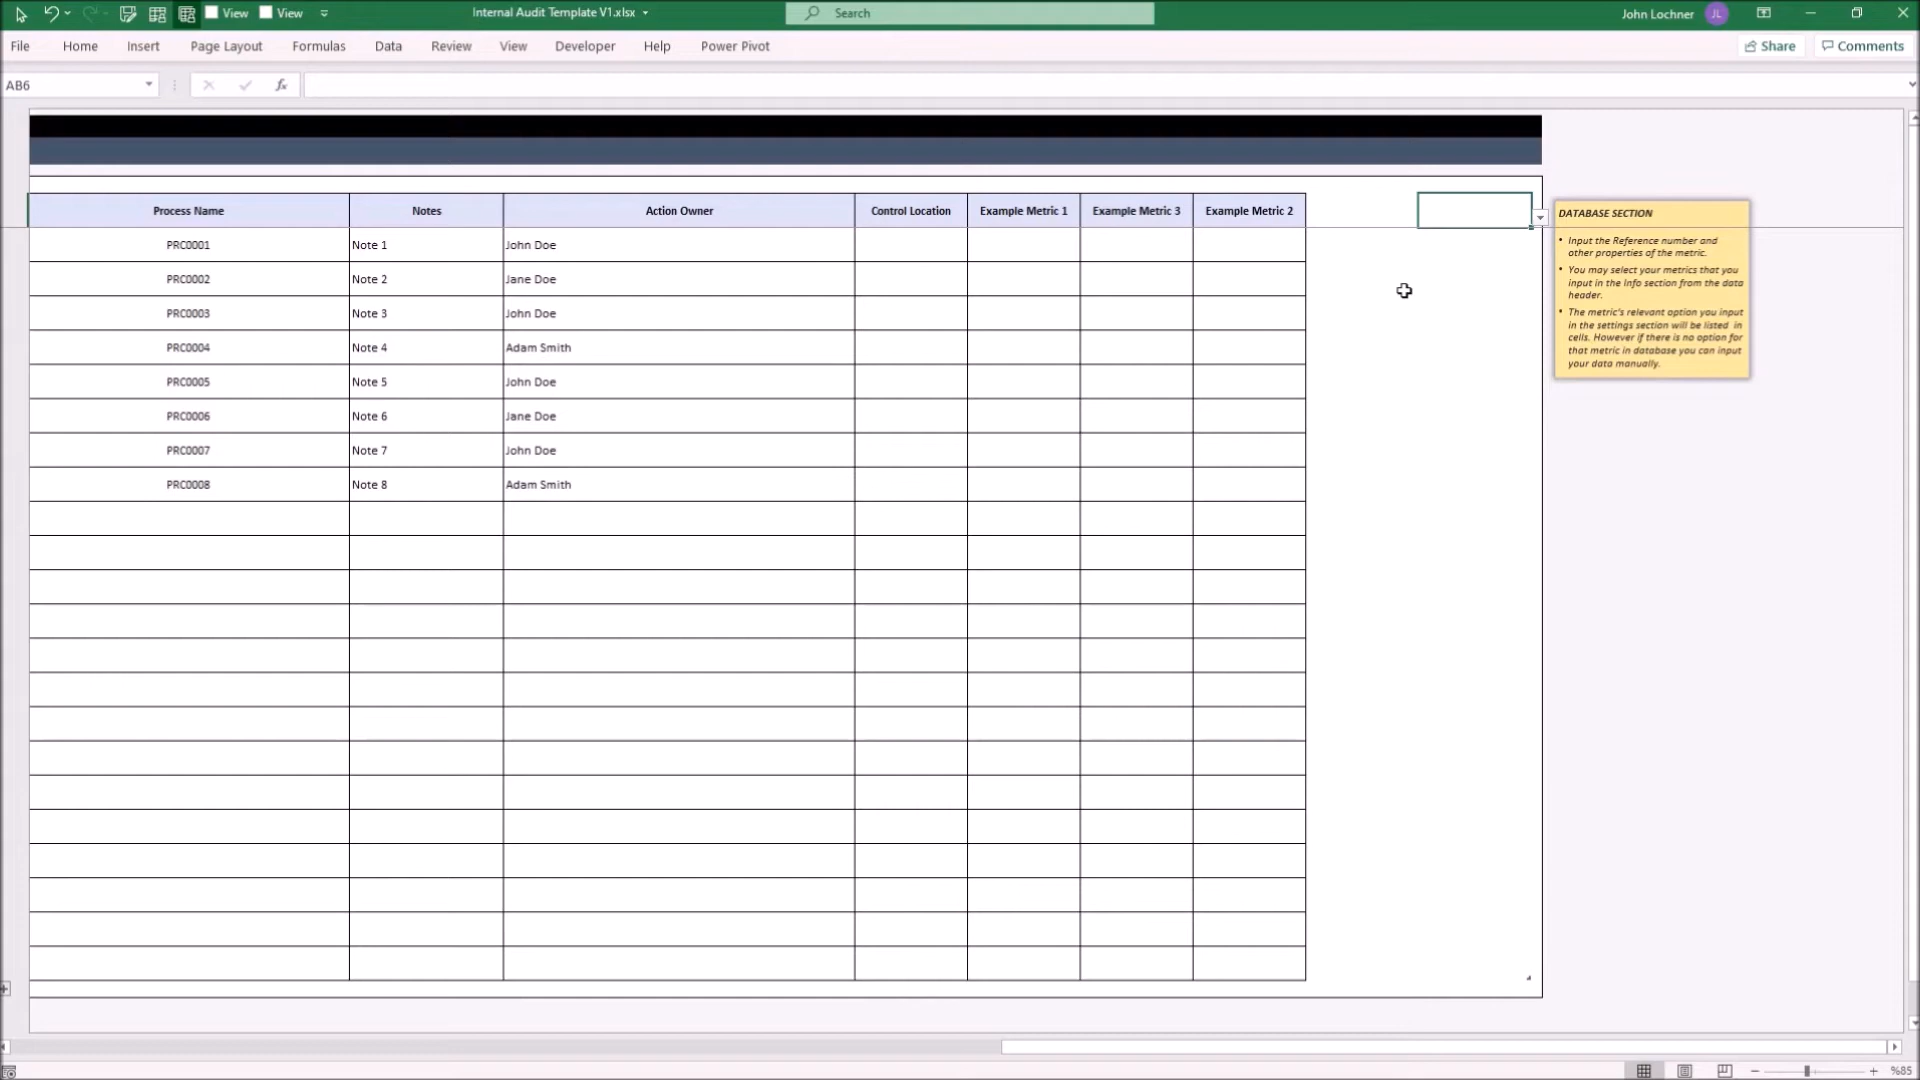 View View Internal Audit Template V1.xlsx Search John Lochner JL
File Home Insert Page Layout Formulas Data Review View Developer Help Power Pivot Share Comments
AB6 fx
Process Name Notes Action Owner Control Location Example Metric 1 Example Metric 3 Example Metric 2
PRC0001 Note 1 John Doe
PRC0002 Note 2 Jane Doe
PRC0003 Note 3 John Doe
PRC0004 Note 4 Adam Smith
PRC0005 Note 5 John Doe
PRC0006 Note 6 Jane Doe
PRC0007 Note 7 John Doe
PRC0008 Note 8 Adam Smith
DATABASE SECTION
• Input the Reference number and
other properties of the metric.
• You may select your metrics that you
input in the Info section from the data
header.
• The metric's relevant option you input
in the settings section will be listed in
cells. However if there is no option for
that metric in database you can input
your data manually.
%85